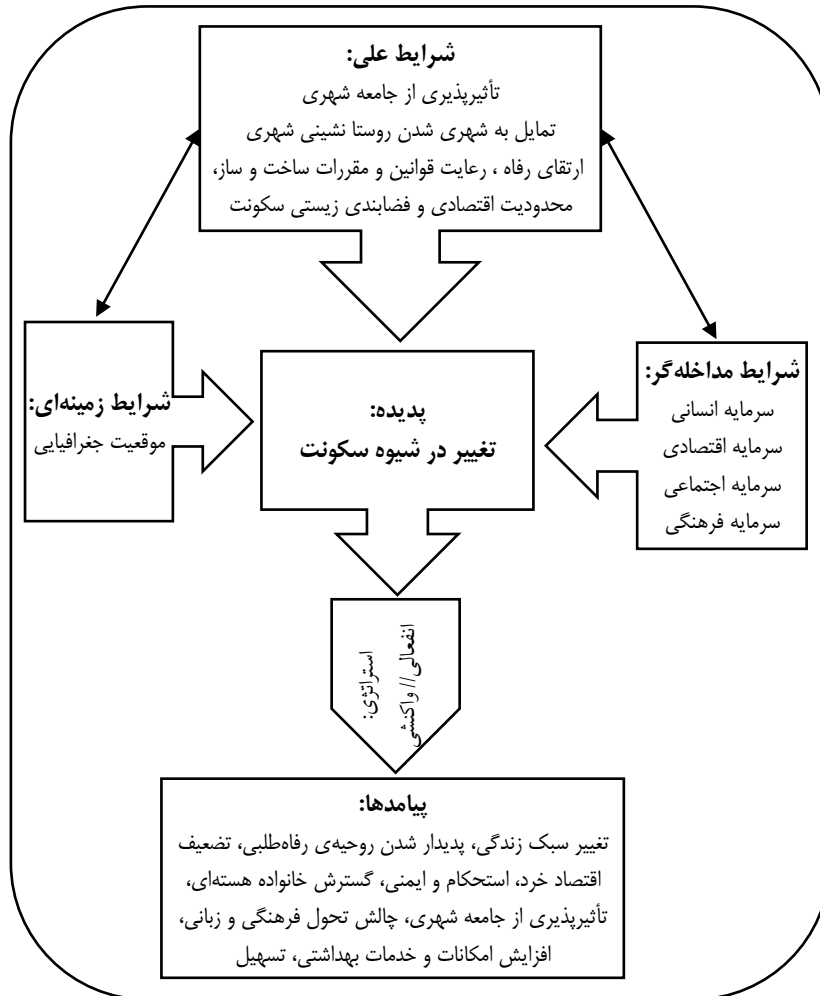 شرایط علی:
تأثیرپذیری از جامعه شهری
تمایل به شهری شدن روستا نشینی شهری
ارتقای رفاه ، رعایت قوانین و مقررات ساخت و ساز،
محدودیت اقتصادی و فضابندی زیستی سکونت
شرایط مداخله‌گر:
سرمایه انسانی
سرمایه اقتصادی
سرمایه اجتماعی
سرمایه فرهنگی
پدیده:
تغییر در شیوه سکونت
شرایط زمینه‌ای:
موقعیت جغرافیایی
استراتژی:
انفعالی// واکنشی
پیامدها:
تغییر سبک زندگی، پدیدار شدن روحیه‌ی رفاه‌طلبی، تضعیف
اقتصاد خرد، استحکام و ایمنی، گسترش خانواده هسته‌ای،
تأثیرپذیری از جامعه شهری، چالش تحول فرهنگی و زبانی،
افزایش امکانات و خدمات بهداشتی، تسهیل